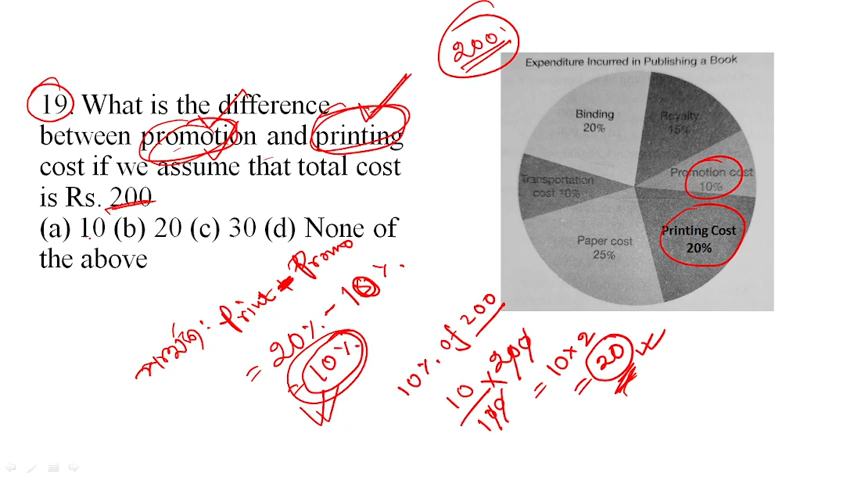 200
Expenditure Incurred in Publishing a Book
19. What is the difference
between promotion and printing
cost if we assume that total cost
is Rs. 200
(a) 10 (b) 20 (c) 30 (d) None of
the above
Binding
20%
Royalty
15%
Promotion cost
10%
Transportation
cost 10%
Printing Cost
20%
Paper cost
25%
Print - Promo
= 20% - 10%.
= 10%.
10% of 200
10/100 × 200
= 10 × 2
= 20